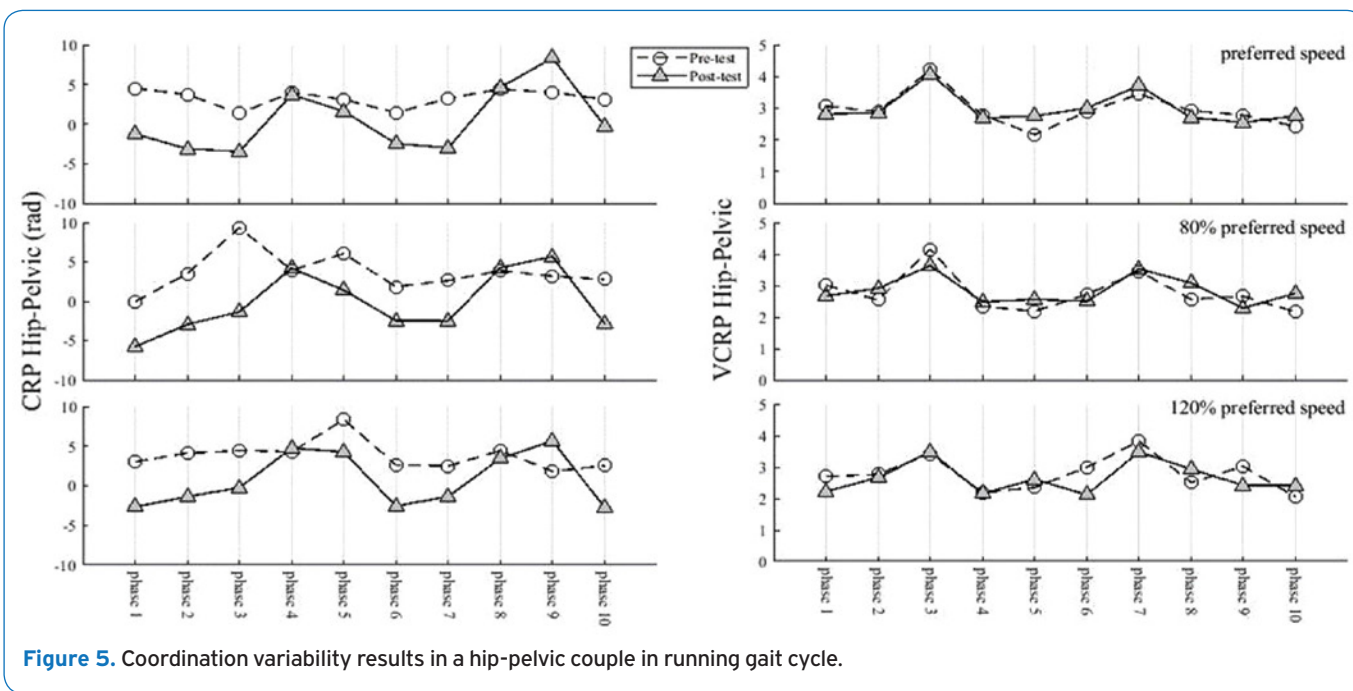 10
5
0
-5
-10
Pre-test
Post-test
5
4
3
2
1
0
preferred speed
10
5
0
-5
-10
5
4
3
2
1
0
80% preferred speed
10
5
0
-5
-10
5
4
3
2
1
0
120% preferred speed
CRP Hip-Pelvic (rad)
VCRP Hip-Pelvic
phase 1
phase 2
phase 3
phase 4
phase 5
phase 6
phase 7
phase 8
phase 9
phase 10
phase 1
phase 2
phase 3
phase 4
phase 5
phase 6
phase 7
phase 8
phase 9
phase 10
Figure 5. Coordination variability results in a hip-pelvic couple in running gait cycle.